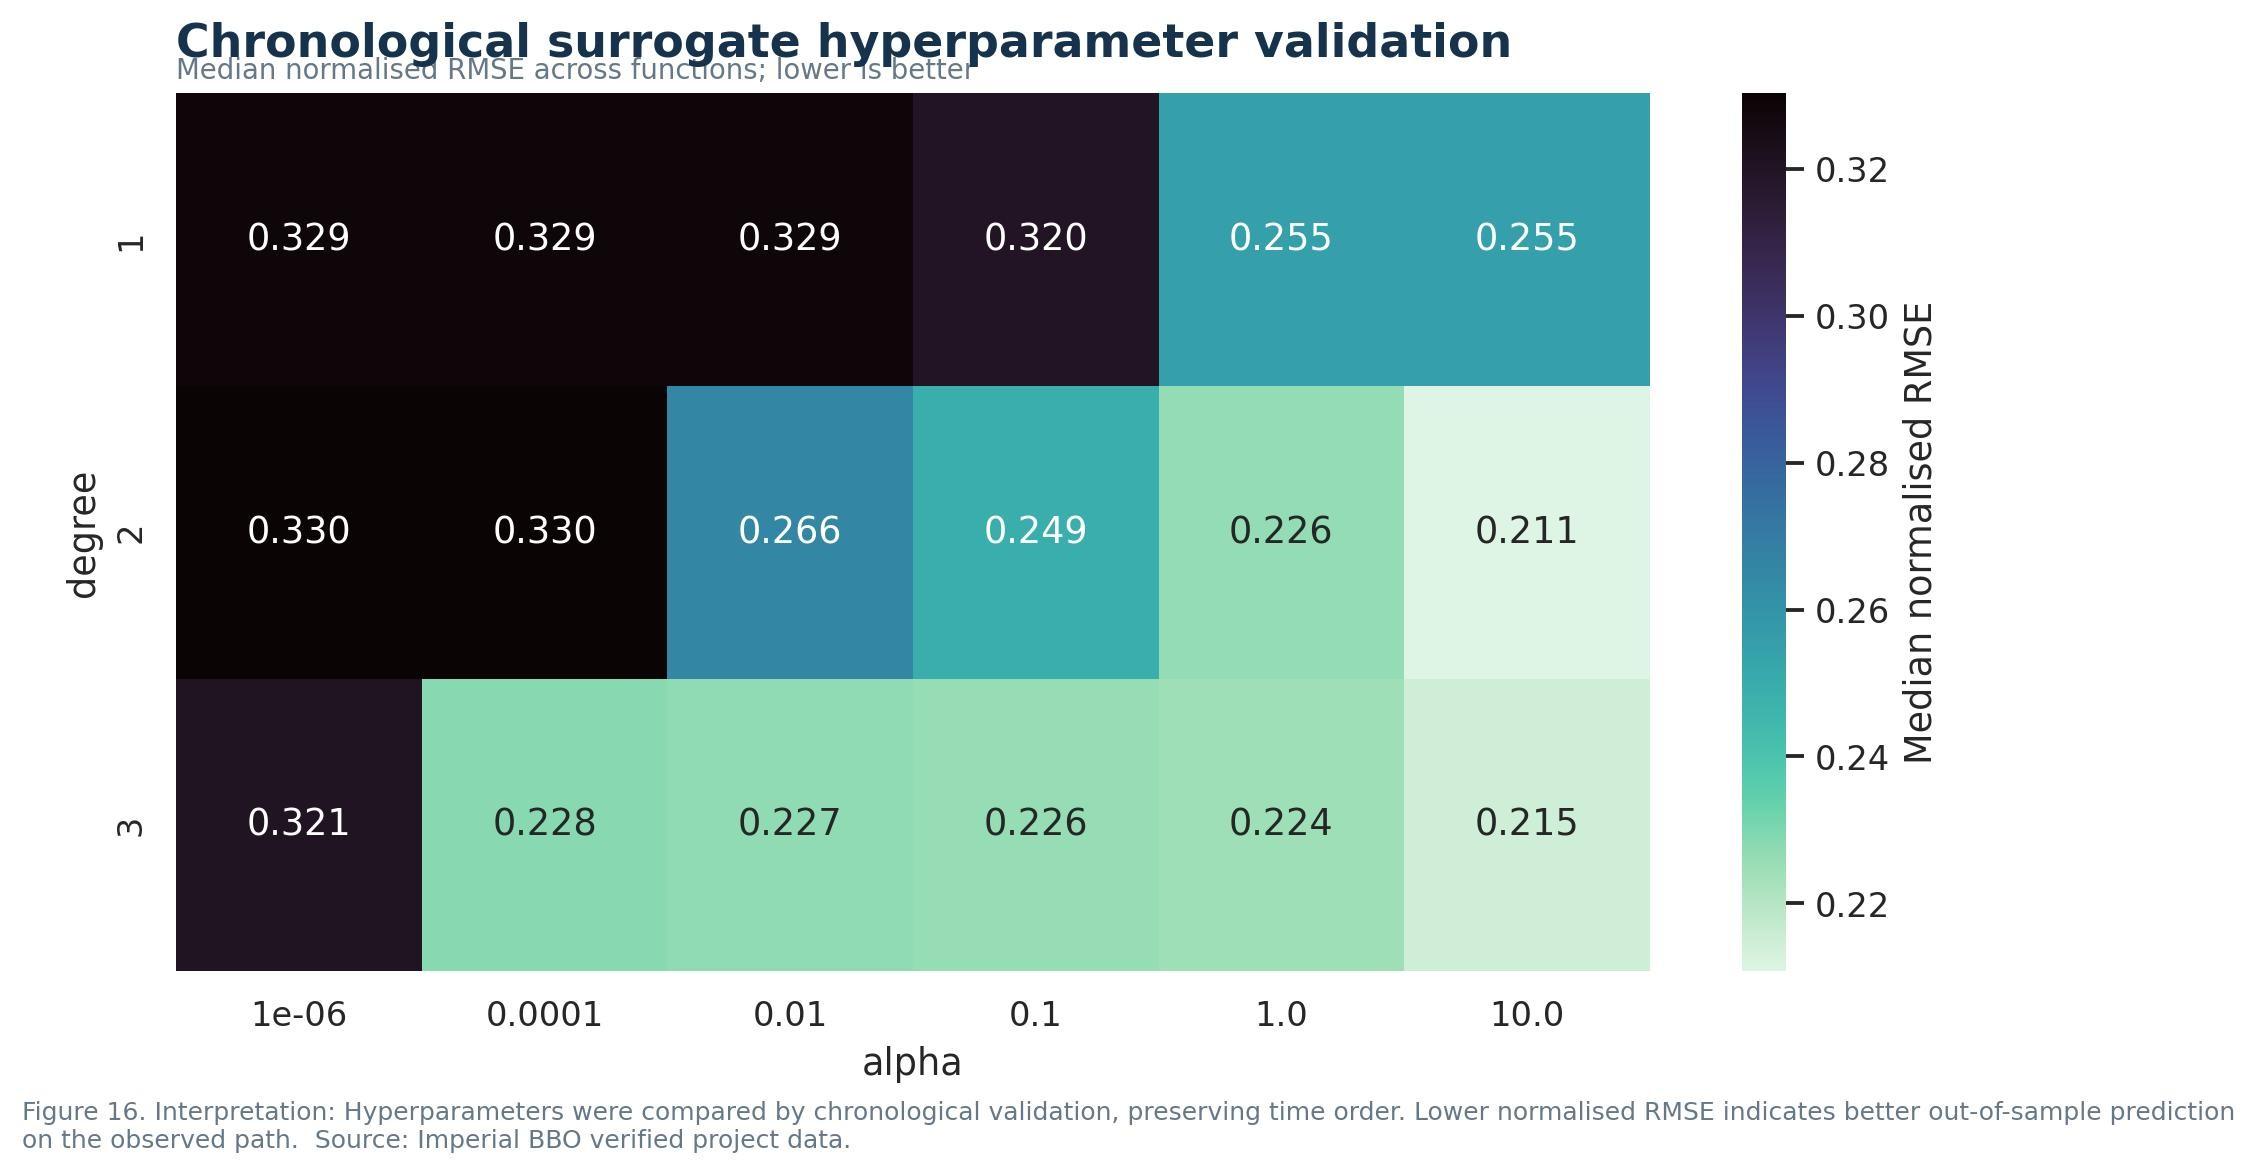 Chronological surrogate hyperparameter validation
Median normalised RMSE across functions; lower is better
degree
1
0.329 0.329 0.329 0.320 0.255 0.255
2
0.330 0.330 0.266 0.249 0.226 0.211
3
0.321 0.228 0.227 0.226 0.224 0.215
1e-06 0.0001 0.01 0.1 1.0 10.0
alpha
0.32
0.30
0.28
0.26
0.24
0.22
Median normalised RMSE
Figure 16. Interpretation: Hyperparameters were compared by chronological validation, preserving time order. Lower normalised RMSE indicates better out-of-sample prediction
on the observed path.  Source: Imperial BBO verified project data.